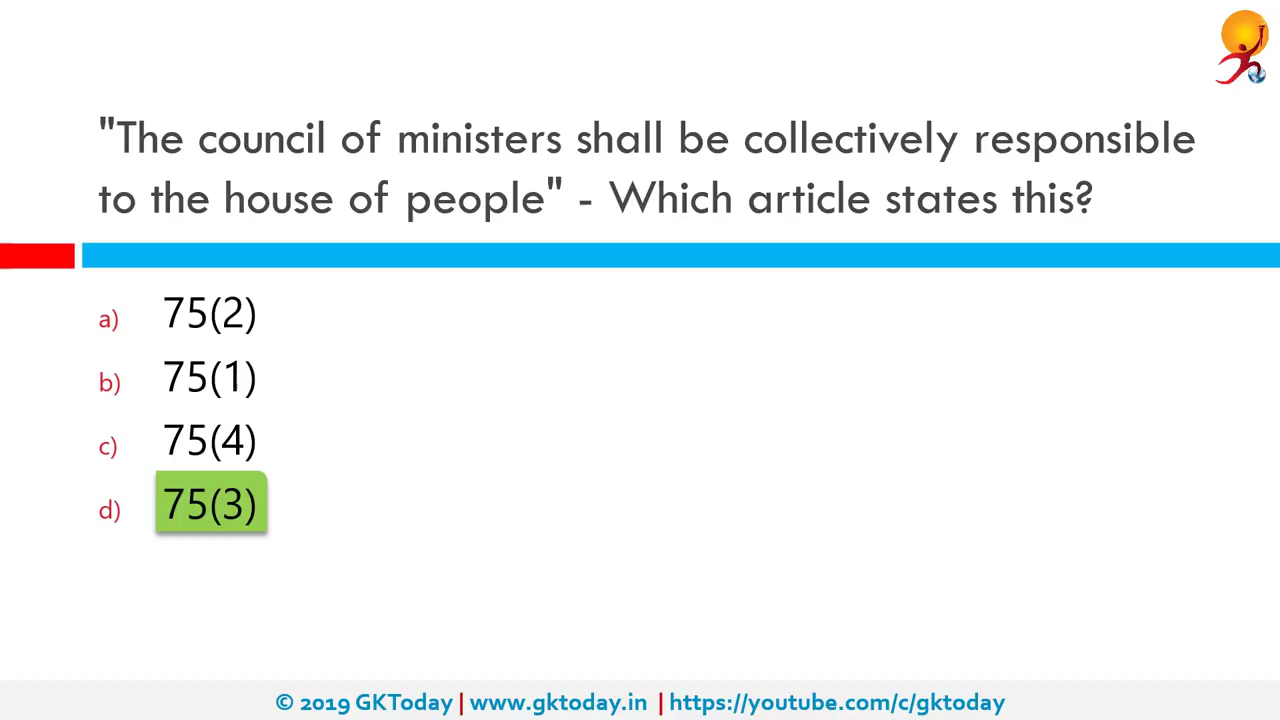 "The council of ministers shall be collectively responsible
to the house of people" - Which article states this?
a) 75(2)
b) 75(1)
c) 75(4)
d) 75(3)
© 2019 GKToday | www.gktoday.in | https://youtube.com/c/gktoday